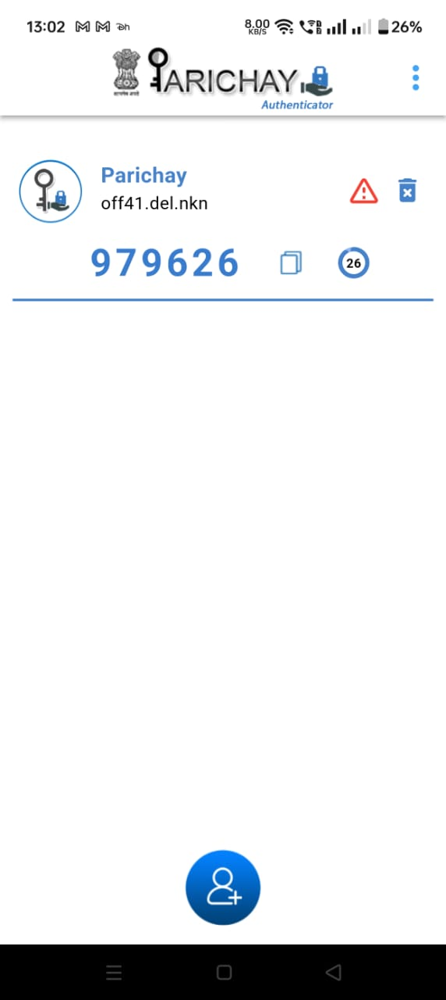 13:02 8.00 KB/S 26%
PARICHAY
Authenticator
Parichay
off41.del.nkn
979626 26